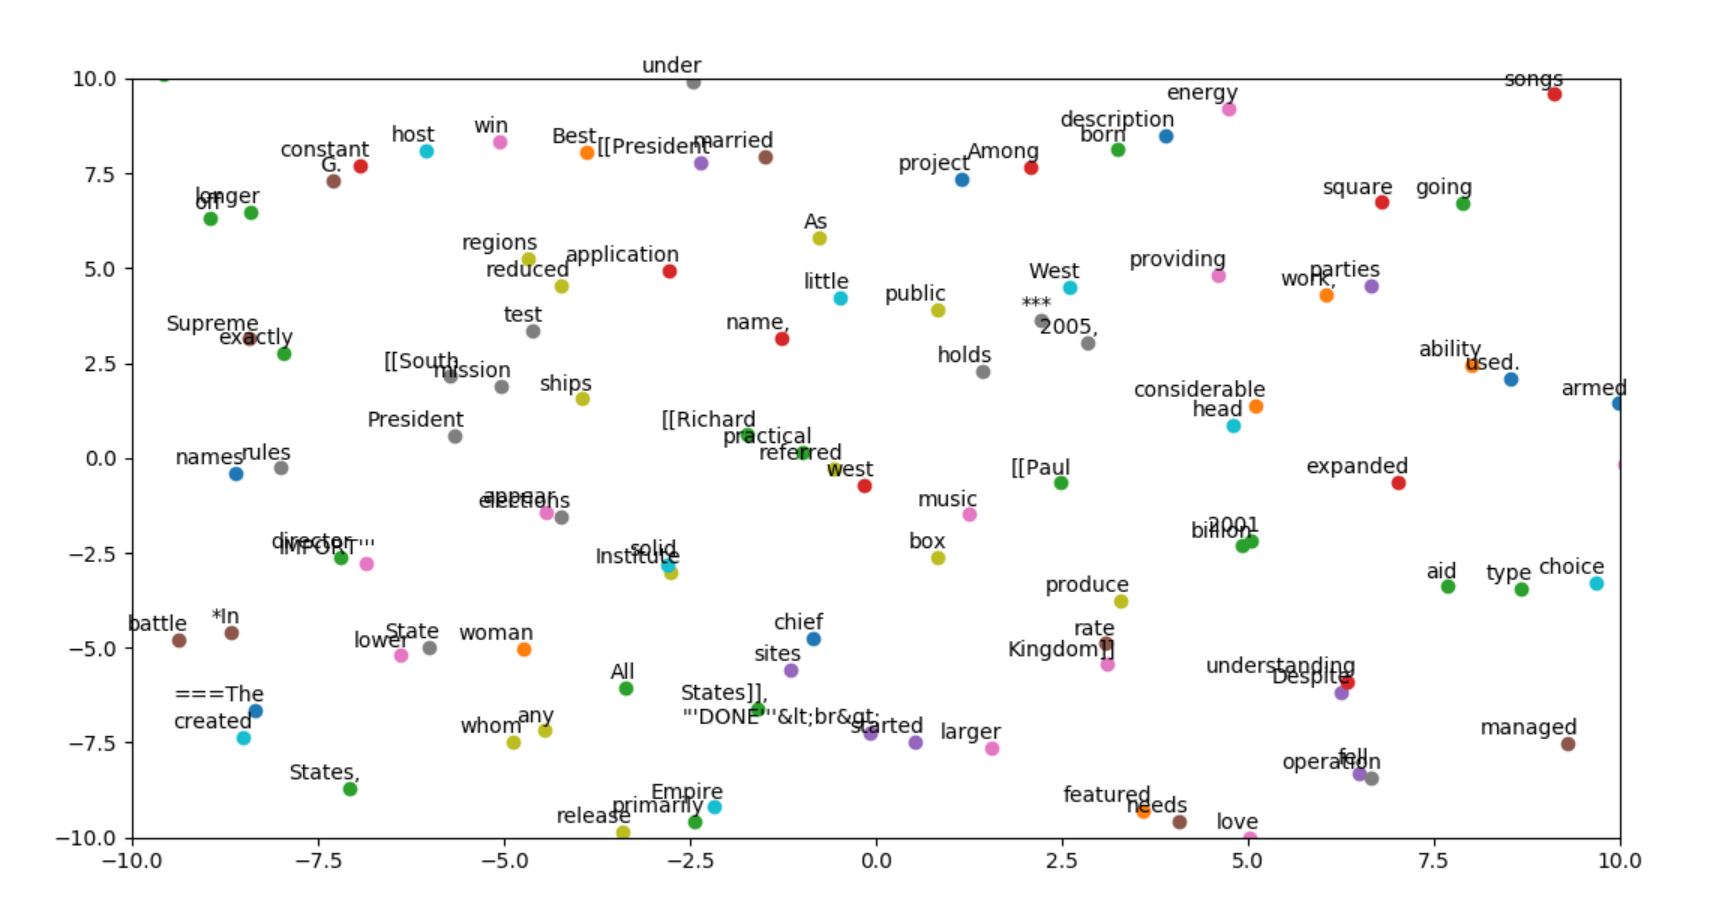 under
10.0
songs
energy
description
born
win
host
Best
[[President
married
constant
G.
Among
project
7.5
longer
off
square
going
As
regions
application
reduced
5.0
providing
West
parties
work,
little
public
***
2005,
test
name,
Supreme
exactly
holds
ability
used.
[[South
mission
2.5
ships
considerable
armed
head
President
[[Richard
practical
referred
west
names
rules
0.0
[[Paul
expanded
appear
elections
music
2001
billion
director
IMPORT'''
−2.5
solid
Institute
box
aid
type
choice
produce
battle
*In
lower
State
woman
chief
rate
Kingdom]]
−5.0
sites
understanding
Despite
All
===The
created
States]],
"'DONE'"&lt;br&gt;
started
whom
any
larger
managed
−7.5
fell
operation
States,
Empire
primarily
release
featured
needs
love
−10.0
−10.0 −7.5 −5.0 −2.5 0.0 2.5 5.0 7.5 10.0